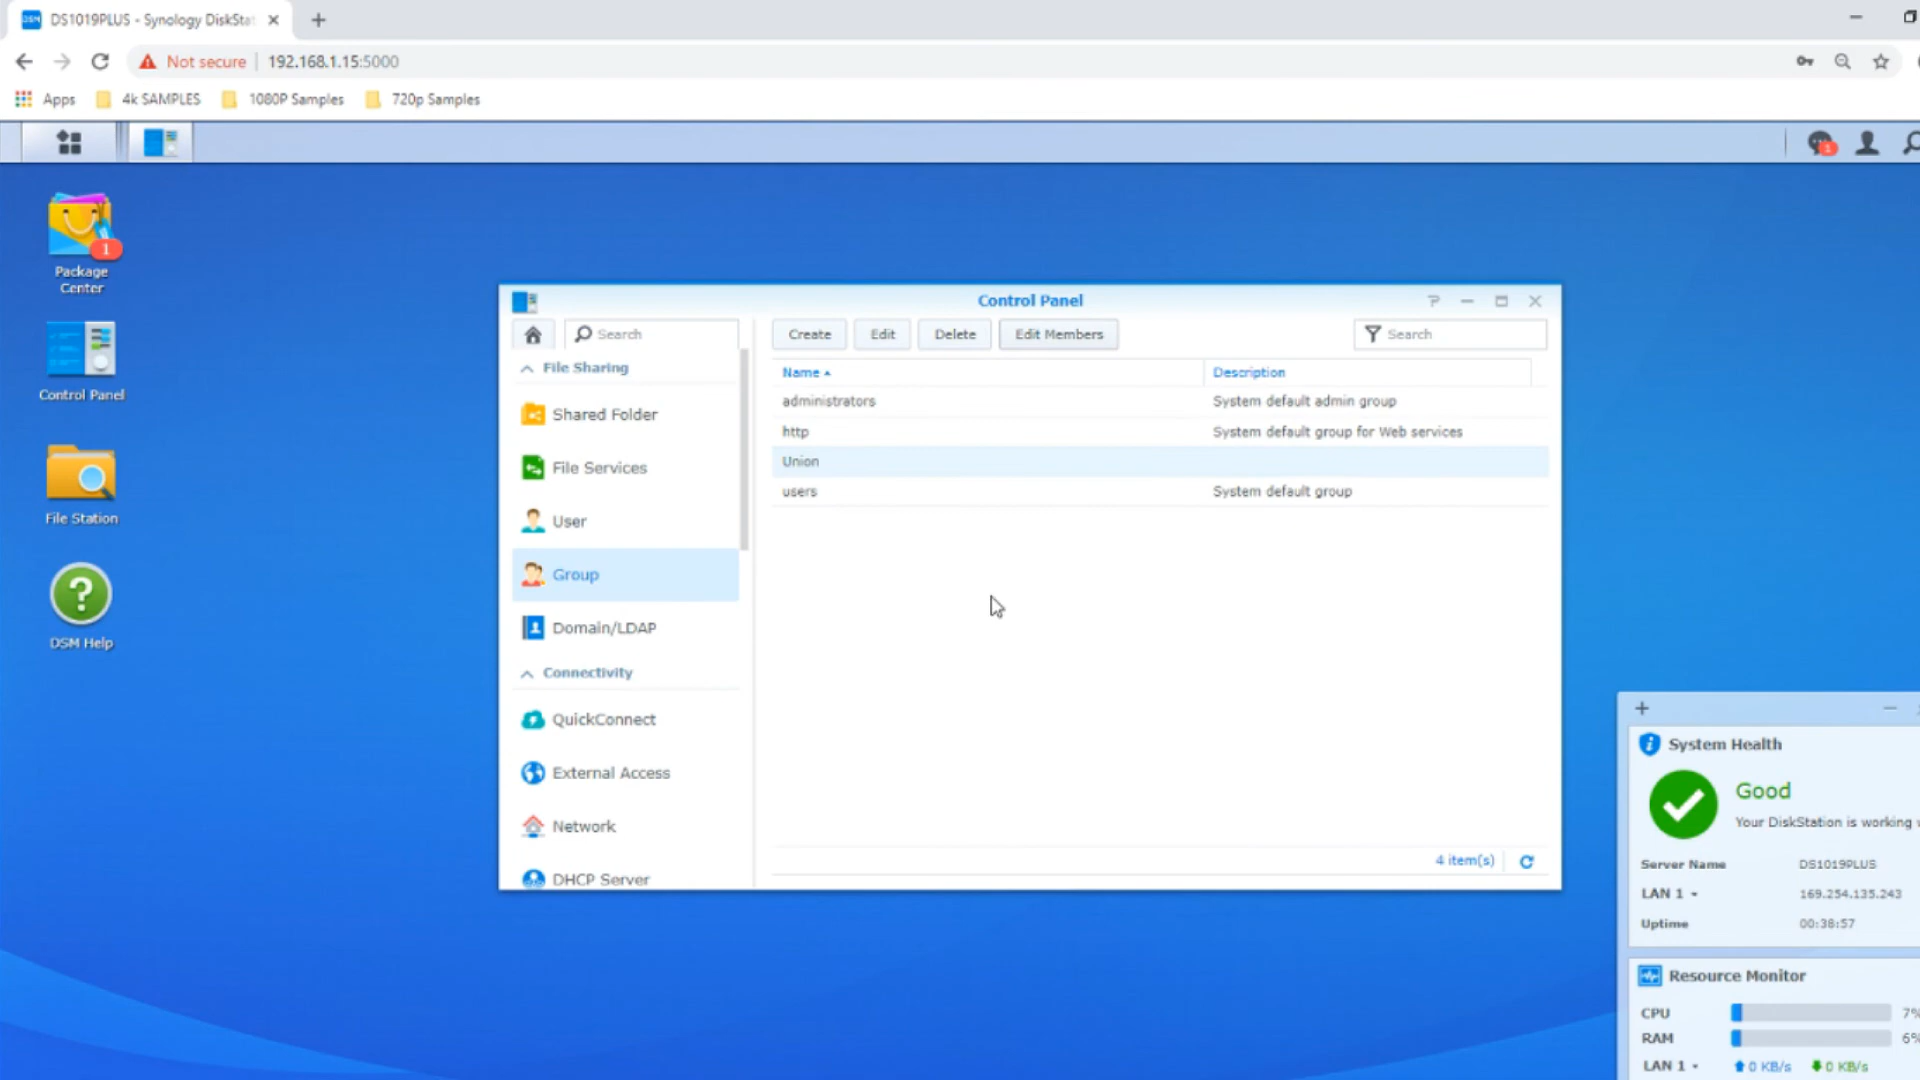 DSM DS1019PLUS - Synology DiskStat
Not secure 192.168.1.15:5000
Apps 4k SAMPLES 1080P Samples 720p Samples
1
1
Package
Center
Control Panel
File Station
DSM Help
Control Panel
Search
Create Edit Delete Edit Members
Search
File Sharing
Shared Folder
File Services
User
Group
Domain/LDAP
Connectivity
QuickConnect
External Access
Network
DHCP Server
Name Description
administrators System default admin group
http System default group for Web services
Union
users System default group
4 item(s)
System Health
Good
Your DiskStation is working
Server Name DS1019PLUS
LAN 1 169.254.135.243
Uptime 00:38:57
Resource Monitor
CPU 7%
RAM 6%
LAN 1 0 KB/s 0 KB/s